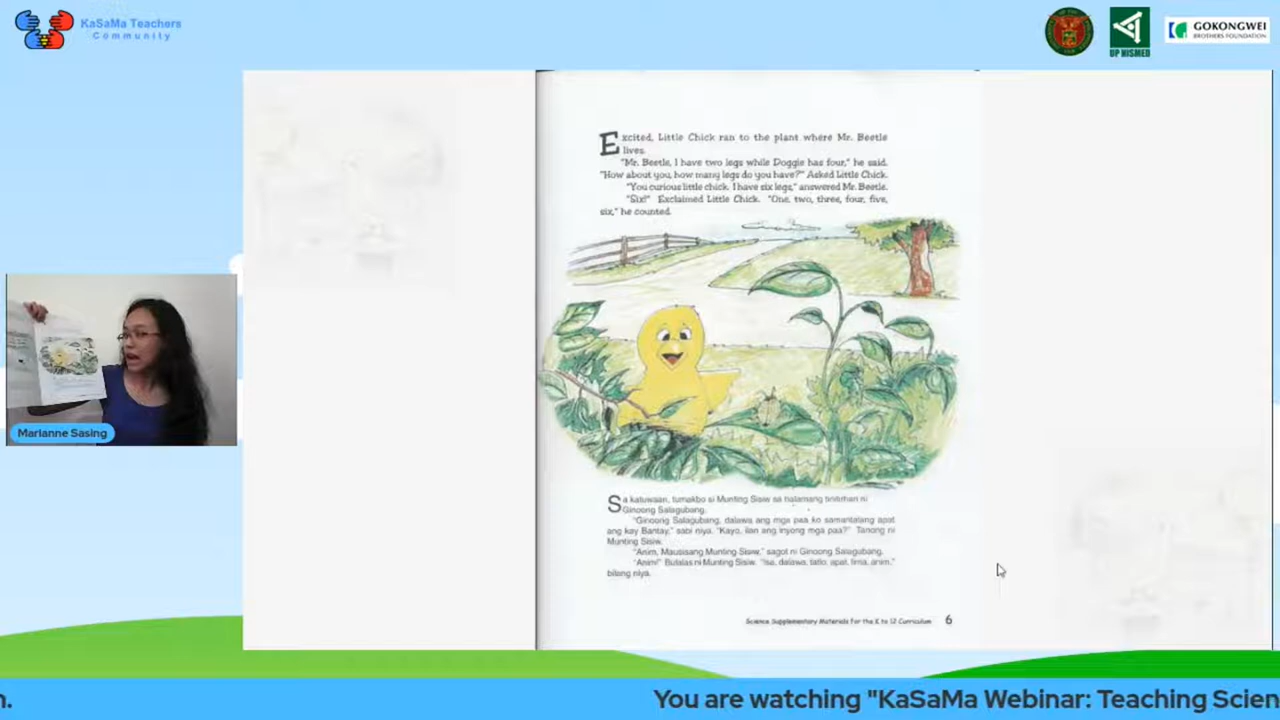 KaSaMa Teachers
Community
UP NISMED
GOKONGWEI
BROTHERS FOUNDATION
Excited, Little Chick ran to the plant where Mr. Beetle
lives.
"Mr. Beetle, I have two legs while Doggie has four," he said.
"How about you, how many legs do you have?" Asked Little Chick.
"You curious little chick. I have six legs," answered Mr. Beetle.
"Six!" Exclaimed Little Chick. "One, two, three, four, five,
six," he counted.
Marianne Sasing
Sa katuwaan, tumakbo si Munting Sisiw sa halamang tinitirhan ni
Ginoong Salagubang.
"Ginoong Salagubang, dalawa ang mga paa ko samantalang apat
ang kay Bantay," sabi niya. "Kayo, ilan ang inyong mga paa?" Tanong ni
Munting Sisiw.
"Anim, Mausisang Munting Sisiw," sagot ni Ginoong Salagubang.
"Anim!" Bulalas ni Munting Sisiw. "Isa, dalawa, tatlo, apat, lima, anim,"
bilang niya.
Science Supplementary Materials for the K to 12 Curriculum 6
n. You are watching "KaSaMa Webinar: Teaching Scien